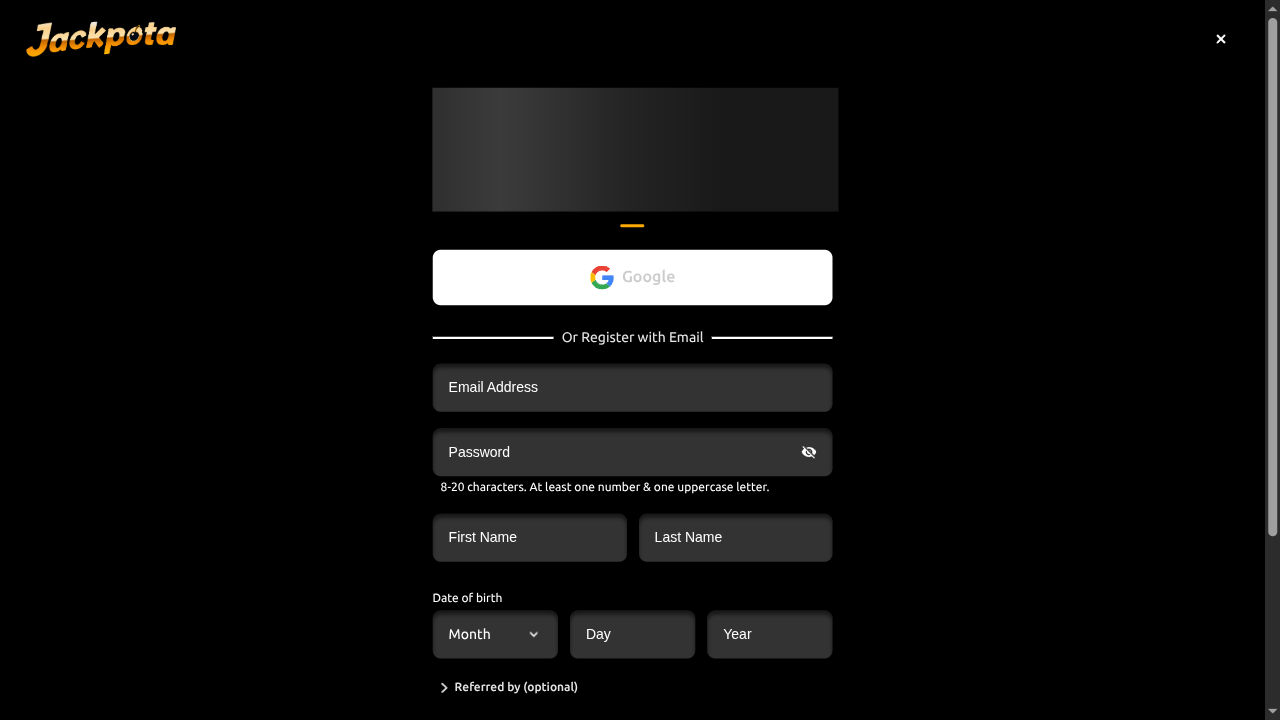 Jackpota
Google
Or Register with Email
Email Address
Password
8-20 characters. At least one number & one uppercase letter.
First Name
Last Name
Date of birth
Month
Day
Year
Referred by (optional)